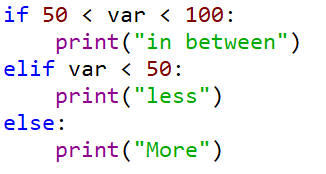 if 50 < var < 100:
    print("in between")
elif var < 50:
    print("less")
else:
    print("More")